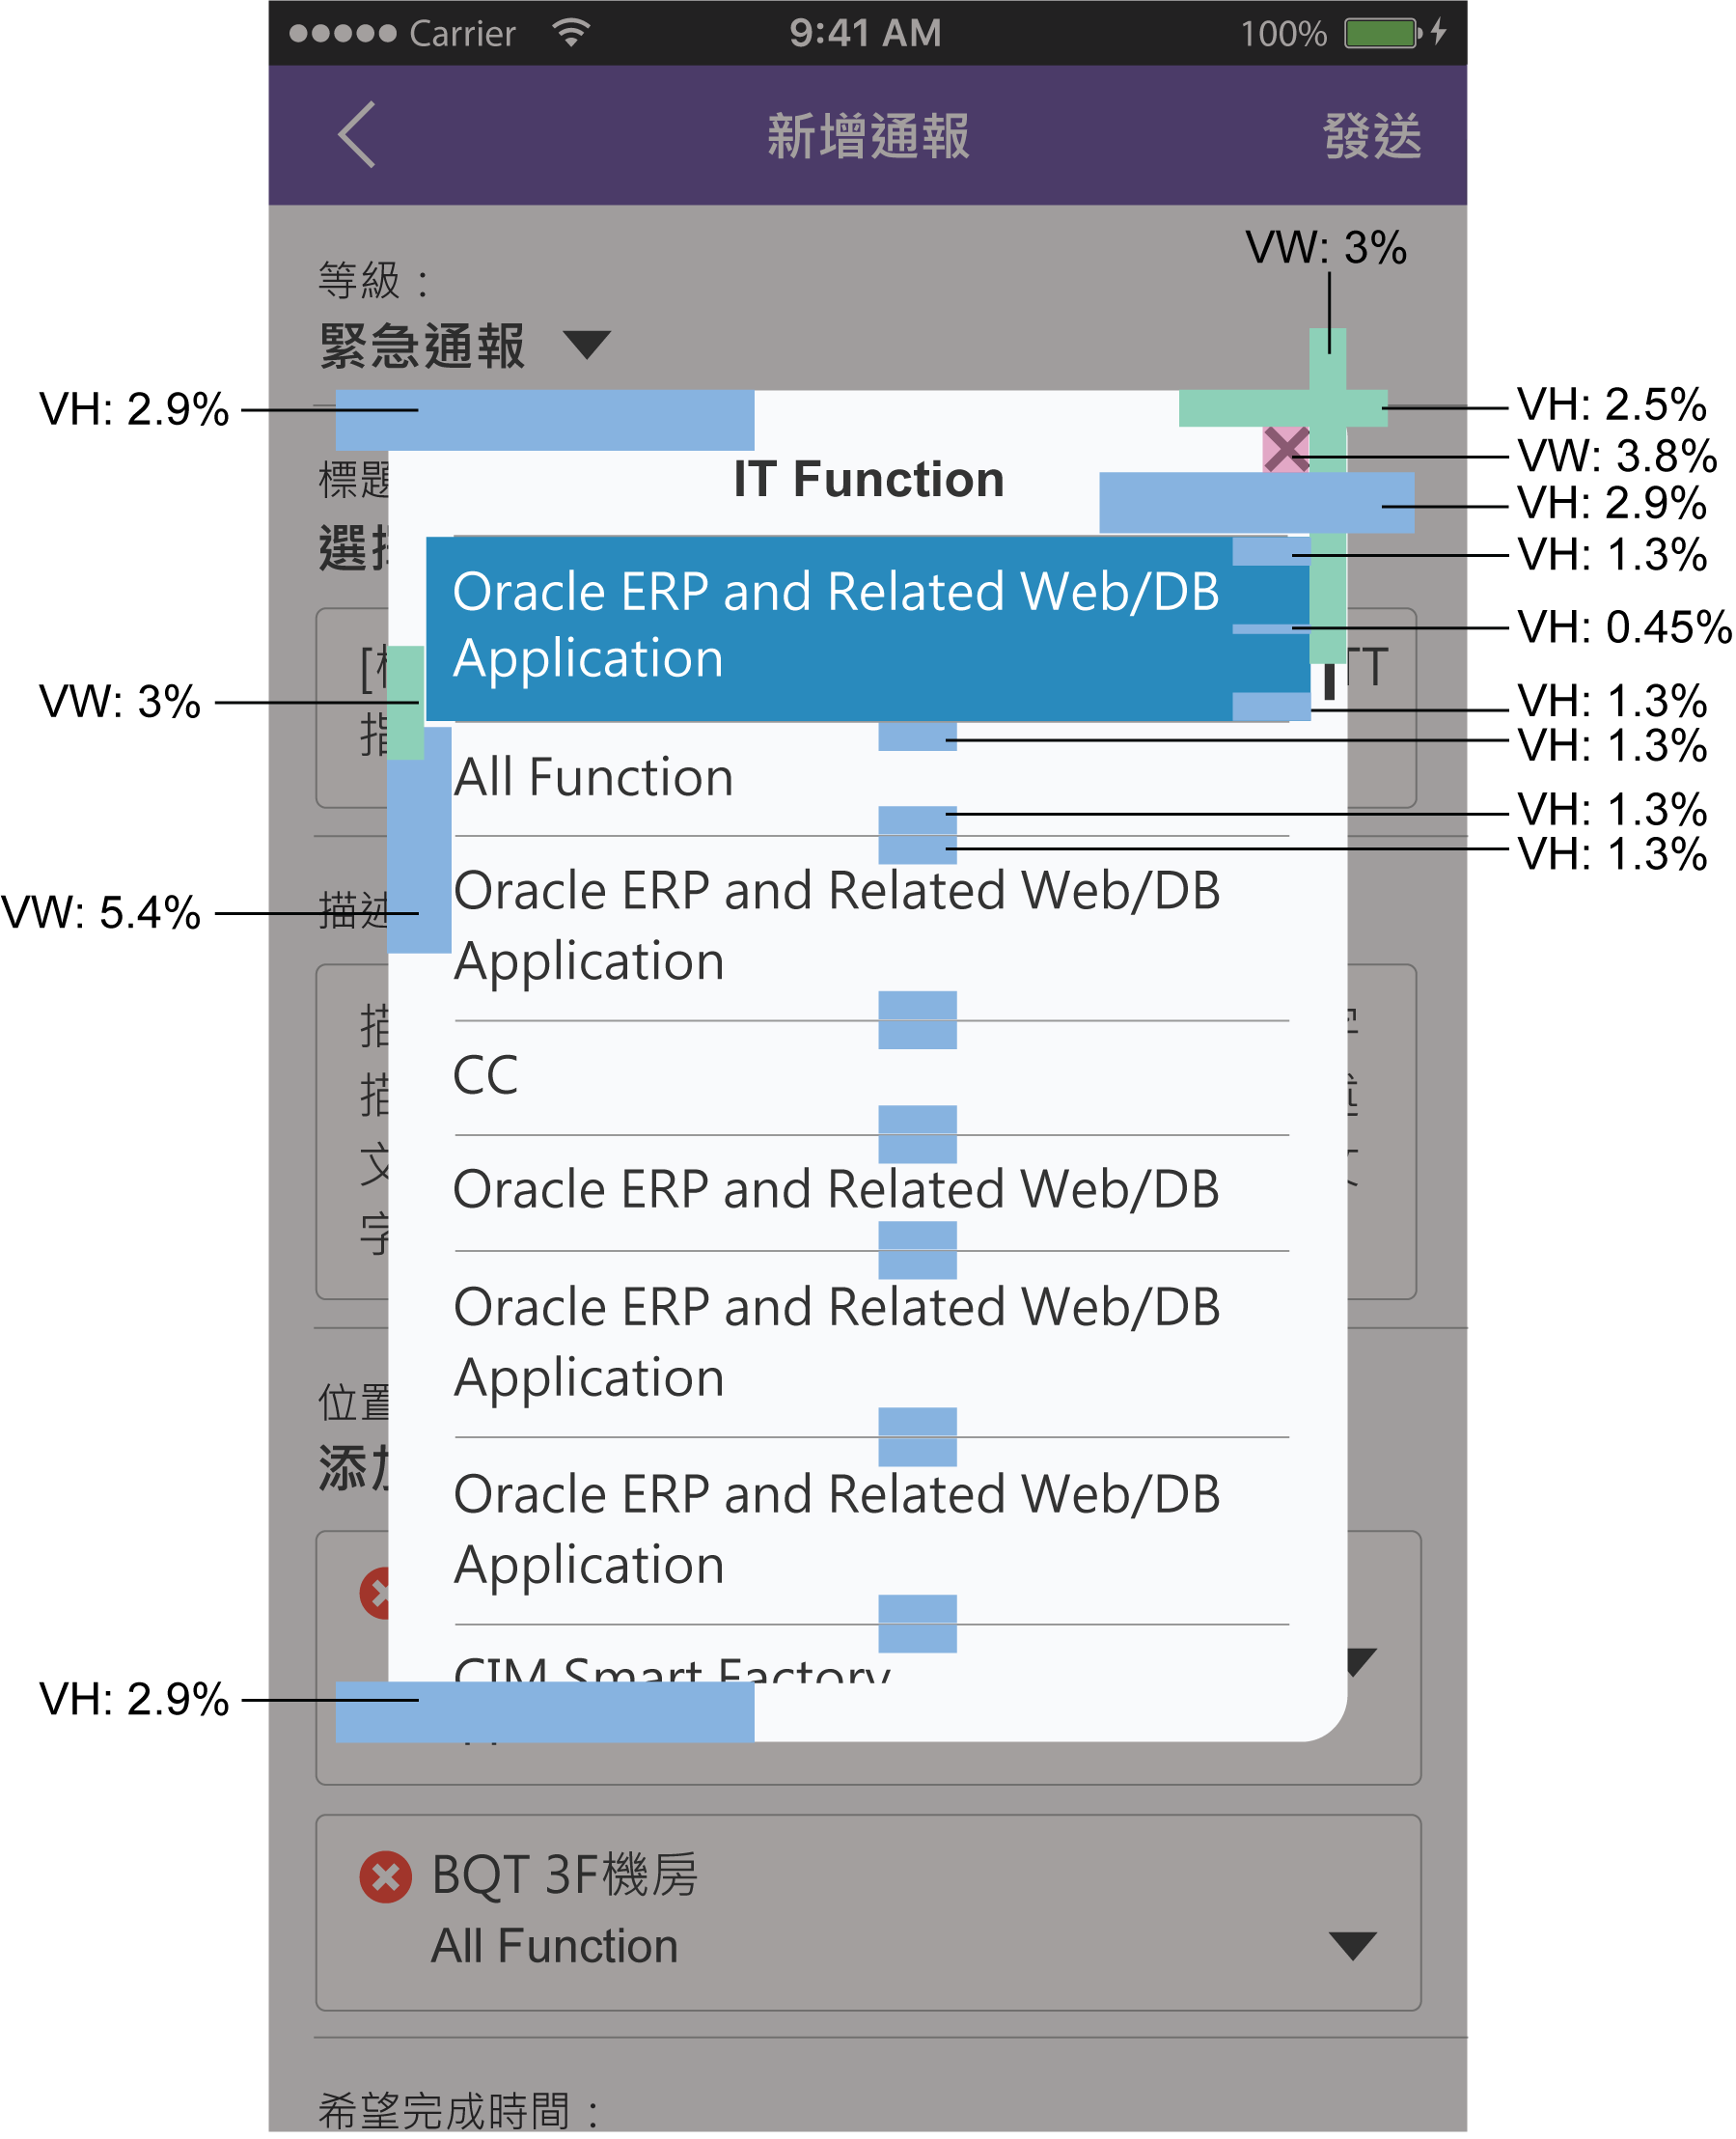 Carrier 9:41 AM 100%
新增通報 發送
VW: 3%
等級：
緊急通報
VH: 2.9%
VH: 2.5%
VW: 3.8%
標題
IT Function
VH: 2.9%
選擇
VH: 1.3%
Oracle ERP and Related Web/DB
Application
VH: 0.45%
VW: 3%
VH: 1.3%
VH: 1.3%
All Function
VH: 1.3%
VH: 1.3%
Oracle ERP and Related Web/DB
Application
VW: 5.4%
描述
CC
Oracle ERP and Related Web/DB
Oracle ERP and Related Web/DB
Application
位置
添加
Oracle ERP and Related Web/DB
Application
CIM Smart Factory
VH: 2.9%
BQT 3F機房
All Function
希望完成時間：